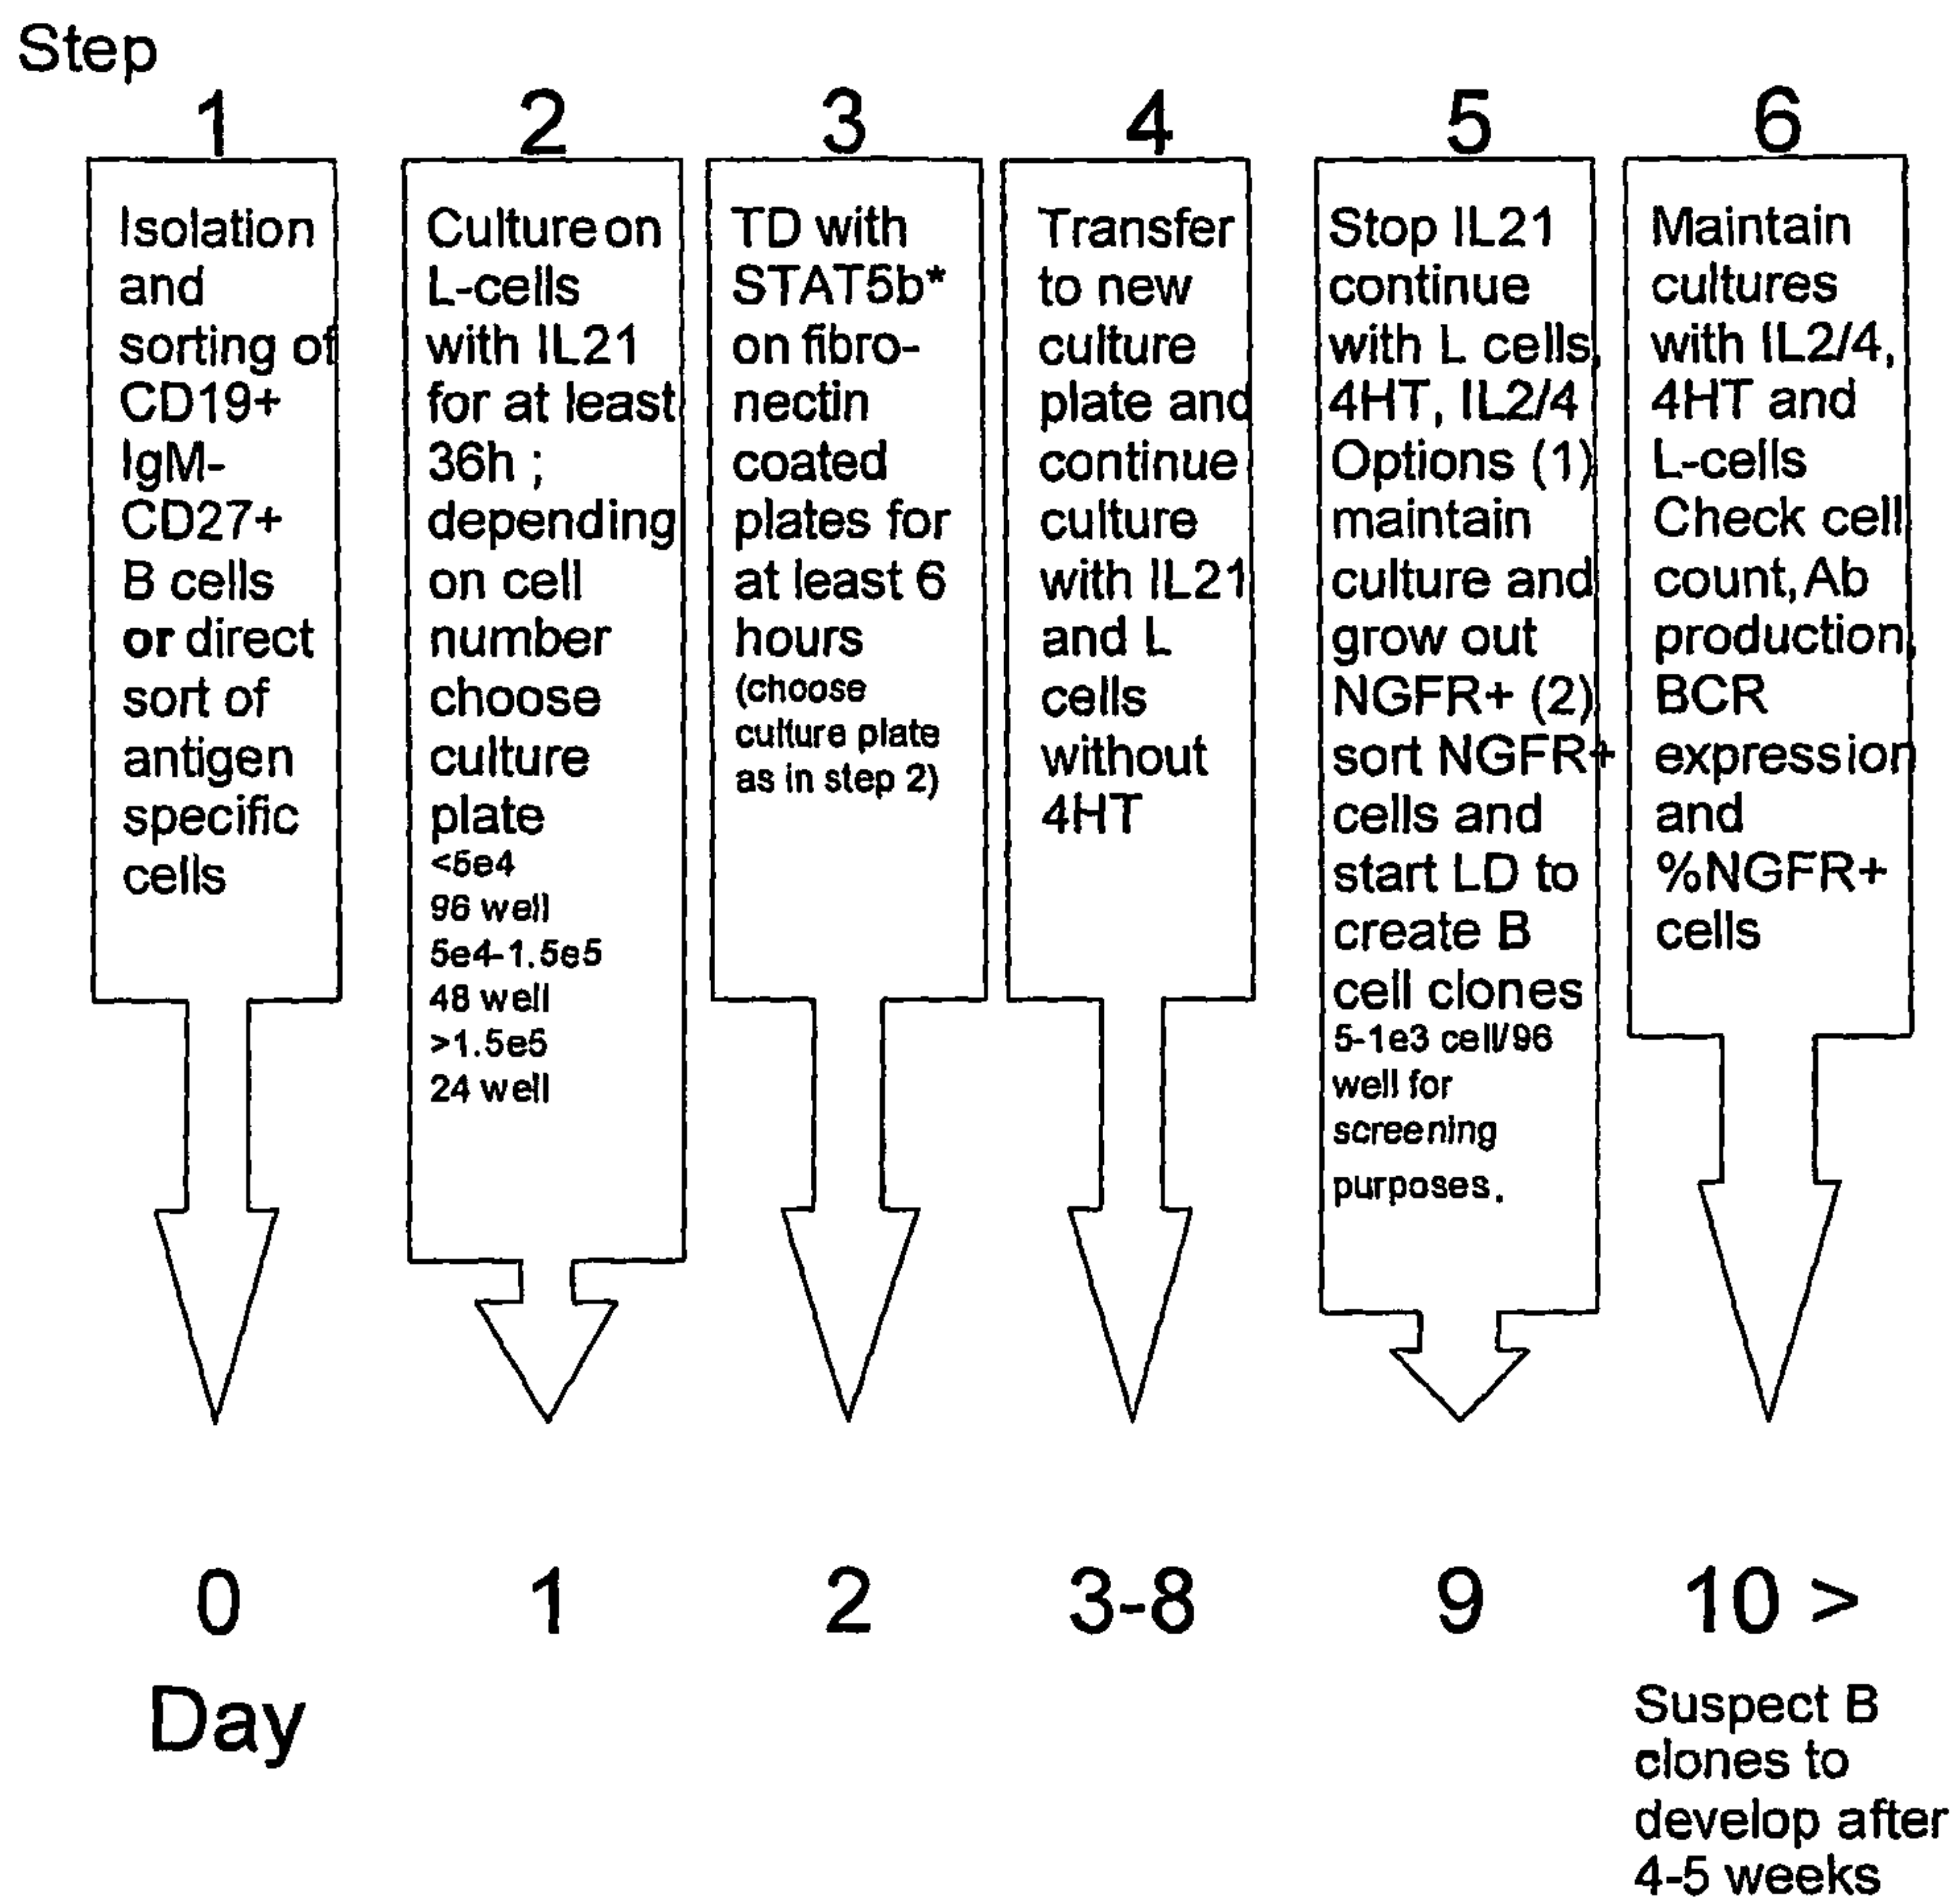 Step
1
Isolation
and
sorting of
CD19+
IgM-
CD27+
B cells
or direct
sort of
antigen
specific
cells
2
Culture on
L-cells
with IL21
for at least
36h ;
depending
on cell
number
choose
culture
plate
<5e4
96 well
5e4-1.5e5
48 well
>1.5e5
24 well
3
TD with
STAT5b*
on fibro-
nectin
coated
plates for
at least 6
hours
(choose
culture plate
as in step 2)
4
Transfer
to new
culture
plate and
continue
culture
with IL21
and L
cells
without
4HT
5
Stop IL21
continue
with L cells,
4HT, IL2/4
Options (1)
maintain
culture and
grow out
NGFR+ (2)
sort NGFR+
cells and
start LD to
create B
cell clones
5-1e3 cell/96
well for
screening
purposes.
6
Maintain
cultures
with IL2/4,
4HT and
L-cells
Check cell
count, Ab
production,
BCR
expression
and
%NGFR+
cells
0
1
2
3-8
9
10 >
Day
Suspect B
clones to
develop after
4-5 weeks